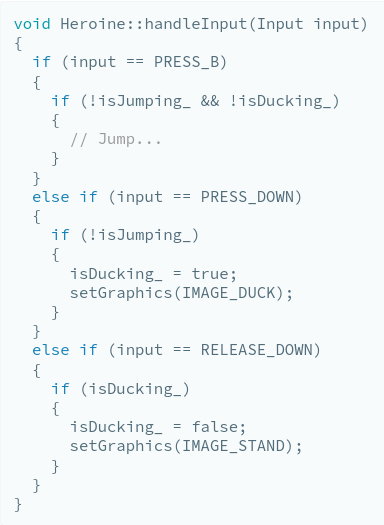 void Heroine::handleInput(Input input)
{
  if (input == PRESS_B)
  {
    if (!isJumping_ && !isDucking_)
    {
      // Jump...
    }
  }
  else if (input == PRESS_DOWN)
  {
    if (!isJumping_)
    {
      isDucking_ = true;
      setGraphics(IMAGE_DUCK);
    }
  }
  else if (input == RELEASE_DOWN)
  {
    if (isDucking_)
    {
      isDucking_ = false;
      setGraphics(IMAGE_STAND);
    }
  }
}